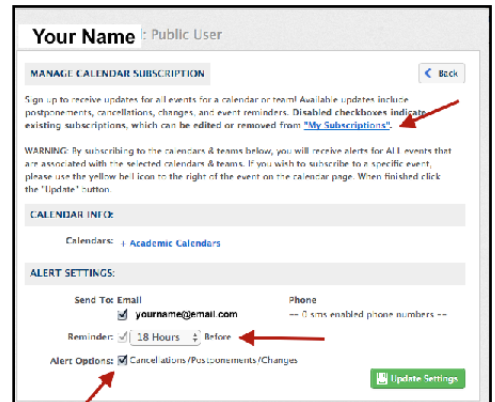 Your Name : Public User
MANAGE CALENDAR SUBSCRIPTION
Back
Sign up to receive updates for all events for a calendar or team! Available updates include
postponements, cancellations, changes, and event reminders. Disabled checkboxes indicate
existing subscriptions, which can be edited or removed from "My Subscriptions".
WARNING: By subscribing to the calendars & teams below, you will receive alerts for ALL events that
are associated with the selected calendars & teams. If you wish to subscribe to a specific event,
please use the yellow bell icon to the right of the event on the calendar page. When finished click
the "Update" button.
CALENDAR INFO:
Calendars: + Academic Calendars
ALERT SETTINGS:
Send To: Email Phone
yourname@email.com -- 0 sms enabled phone numbers --
Reminder: 18 Hours Before
Alert Options: Cancellations/Postponements/Changes
Update Settings